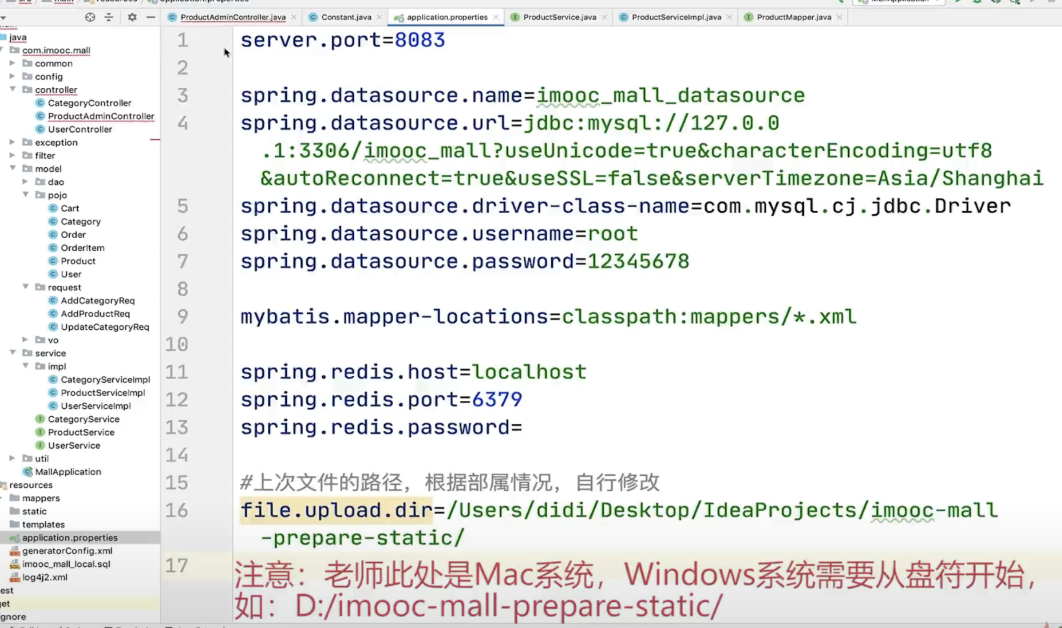 ProductAdminController.java
Constant.java
application.properties
ProductService.java
ProductServiceImpl.java
ProductMapper.java
java
com.imooc.mall
common
config
controller
CategoryController
ProductAdminController
UserController
exception
filter
model
dao
pojo
Cart
Category
Order
OrderItem
Product
User
request
AddCategoryReq
AddProductReq
UpdateCategoryReq
vo
service
impl
CategoryServiceImpl
ProductServiceImpl
UserServiceImpl
CategoryService
ProductService
UserService
util
MallApplication
resources
mappers
static
templates
application.properties
generatorConfig.xml
imooc_mall_local.sql
log4j2.xml
1 server.port=8083
2
3 spring.datasource.name=imooc_mall_datasource
4 spring.datasource.url=jdbc:mysql://127.0.0
.1:3306/imooc_mall?useUnicode=true&characterEncoding=utf8
&autoReconnect=true&useSSL=false&serverTimezone=Asia/Shanghai
5 spring.datasource.driver-class-name=com.mysql.cj.jdbc.Driver
6 spring.datasource.username=root
7 spring.datasource.password=12345678
8
9 mybatis.mapper-locations=classpath:mappers/*.xml
10
11 spring.redis.host=localhost
12 spring.redis.port=6379
13 spring.redis.password=
14
15 #上次文件的路径，根据部属情况，自行修改
16 file.upload.dir=/Users/didi/Desktop/IdeaProjects/imooc-mall
-prepare-static/
17
注意：老师此处是Mac系统，Windows系统需要从盘符开始，
如：D:/imooc-mall-prepare-static/